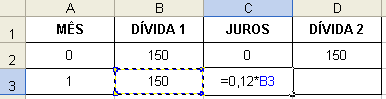 A B C D
1 MÊS DÍVIDA 1 JUROS DÍVIDA 2
2 0 150 0 150
3 1 150 =0,12*B3